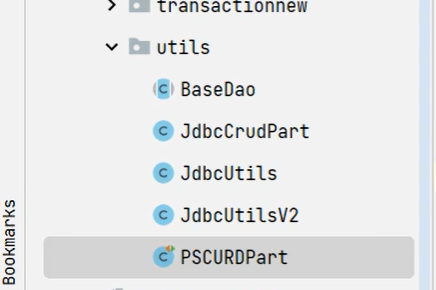 transactionnew
utils
BaseDao
JdbcCrudPart
JdbcUtils
JdbcUtilsV2
PSCURDPart
Bookmarks